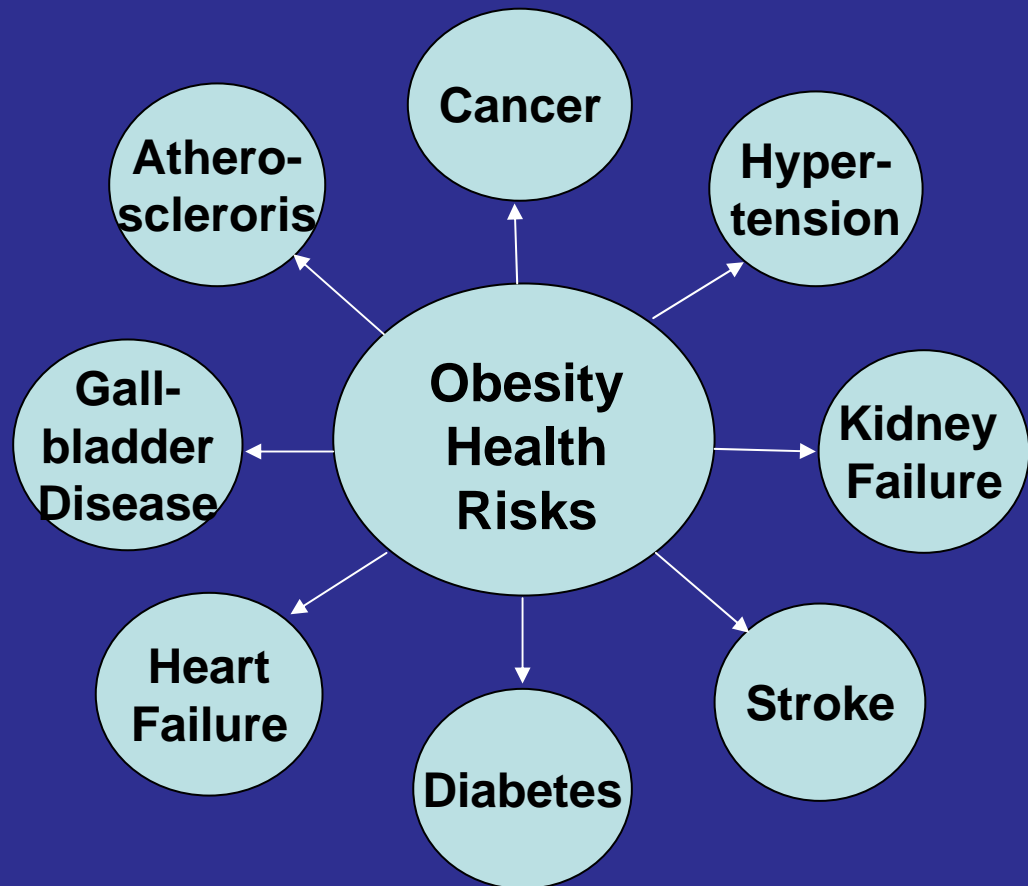 Cancer
Athero-
scleroris
Hyper-
tension
Obesity
Health
Risks
Gall-
bladder
Disease
Kidney
Failure
Heart
Failure
Stroke
Diabetes